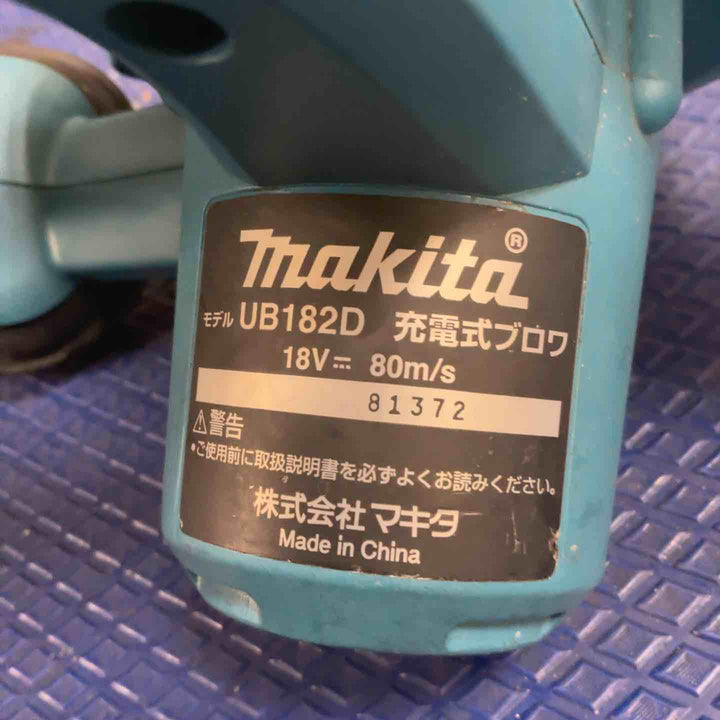 makita®
モデル UB182D 充電式ブロワ
18V⎓ 80m/s
81372
⚠警告
●ご使用前に取扱説明書を必ずよくお読みください。
株式会社 マキタ
Made in China